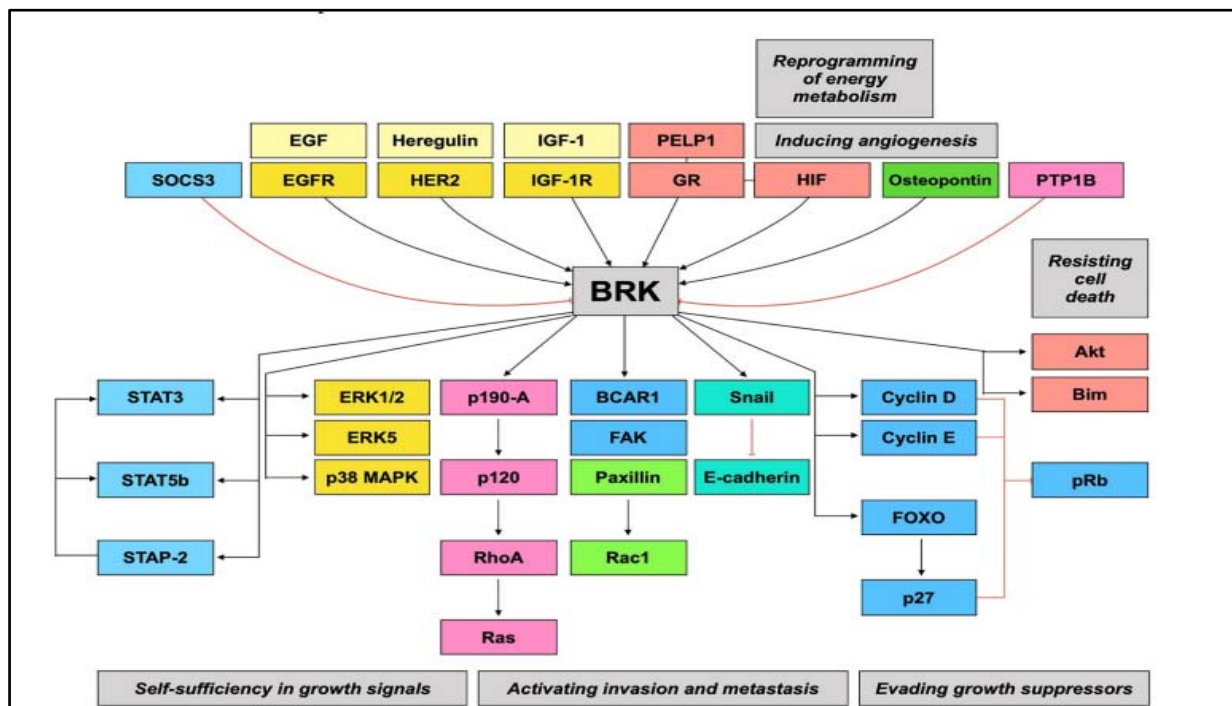 Reprogramming
of energy
metabolism
EGF
Heregulin
IGF-1
PELP1
Inducing angiogenesis
SOCS3
EGFR
HER2
IGF-1R
GR
HIF
Osteopontin
PTP1B
BRK
Resisting
cell
death
Akt
STAT3
ERK1/2
p190-A
BCAR1
Snail
Cyclin D
Bim
ERK5
FAK
Cyclin E
STAT5b
p38 MAPK
p120
Paxillin
E-cadherin
pRb
FOXO
STAP-2
RhoA
Rac1
p27
Ras
Self-sufficiency in growth signals
Activating invasion and metastasis
Evading growth suppressors